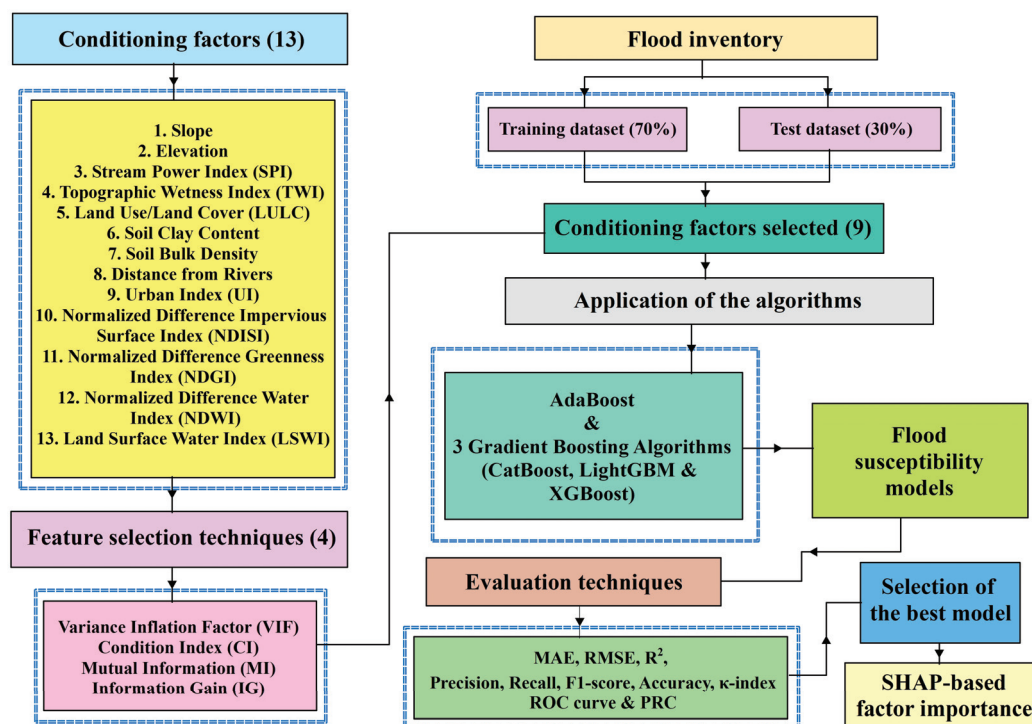 Conditioning factors (13)
1. Slope
2. Elevation
3. Stream Power Index (SPI)
4. Topographic Wetness Index (TWI)
5. Land Use/Land Cover (LULC)
6. Soil Clay Content
7. Soil Bulk Density
8. Distance from Rivers
9. Urban Index (UI)
10. Normalized Difference Impervious
Surface Index (NDISI)
11. Normalized Difference Greenness
Index (NDGI)
12. Normalized Difference Water
Index (NDWI)
13. Land Surface Water Index (LSWI)
Feature selection techniques (4)
Variance Inflation Factor (VIF)
Condition Index (CI)
Mutual Information (MI)
Information Gain (IG)
Flood inventory
Training dataset (70%)
Test dataset (30%)
Conditioning factors selected (9)
Application of the algorithms
AdaBoost
&
3 Gradient Boosting Algorithms
(CatBoost, LightGBM &
XGBoost)
Flood
susceptibility
models
Evaluation techniques
MAE, RMSE, R²,
Precision, Recall, F1-score, Accuracy, κ-index
ROC curve & PRC
Selection of
the best model
SHAP-based
factor importance